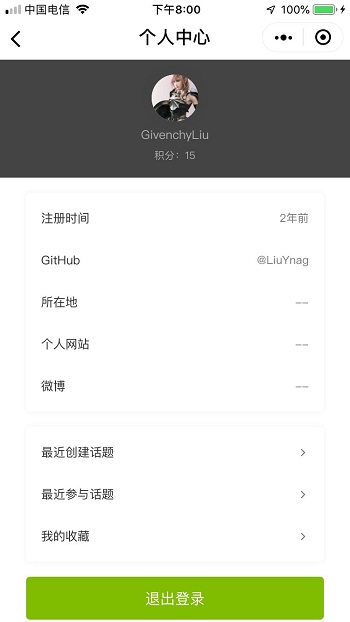 中国电信 下午8:00 100%
个人中心
GivenchyLiu
积分：15
注册时间 2年前
GitHub @LiuYnag
所在地 --
个人网站 --
微博 --
最近创建话题
最近参与话题
我的收藏
退出登录